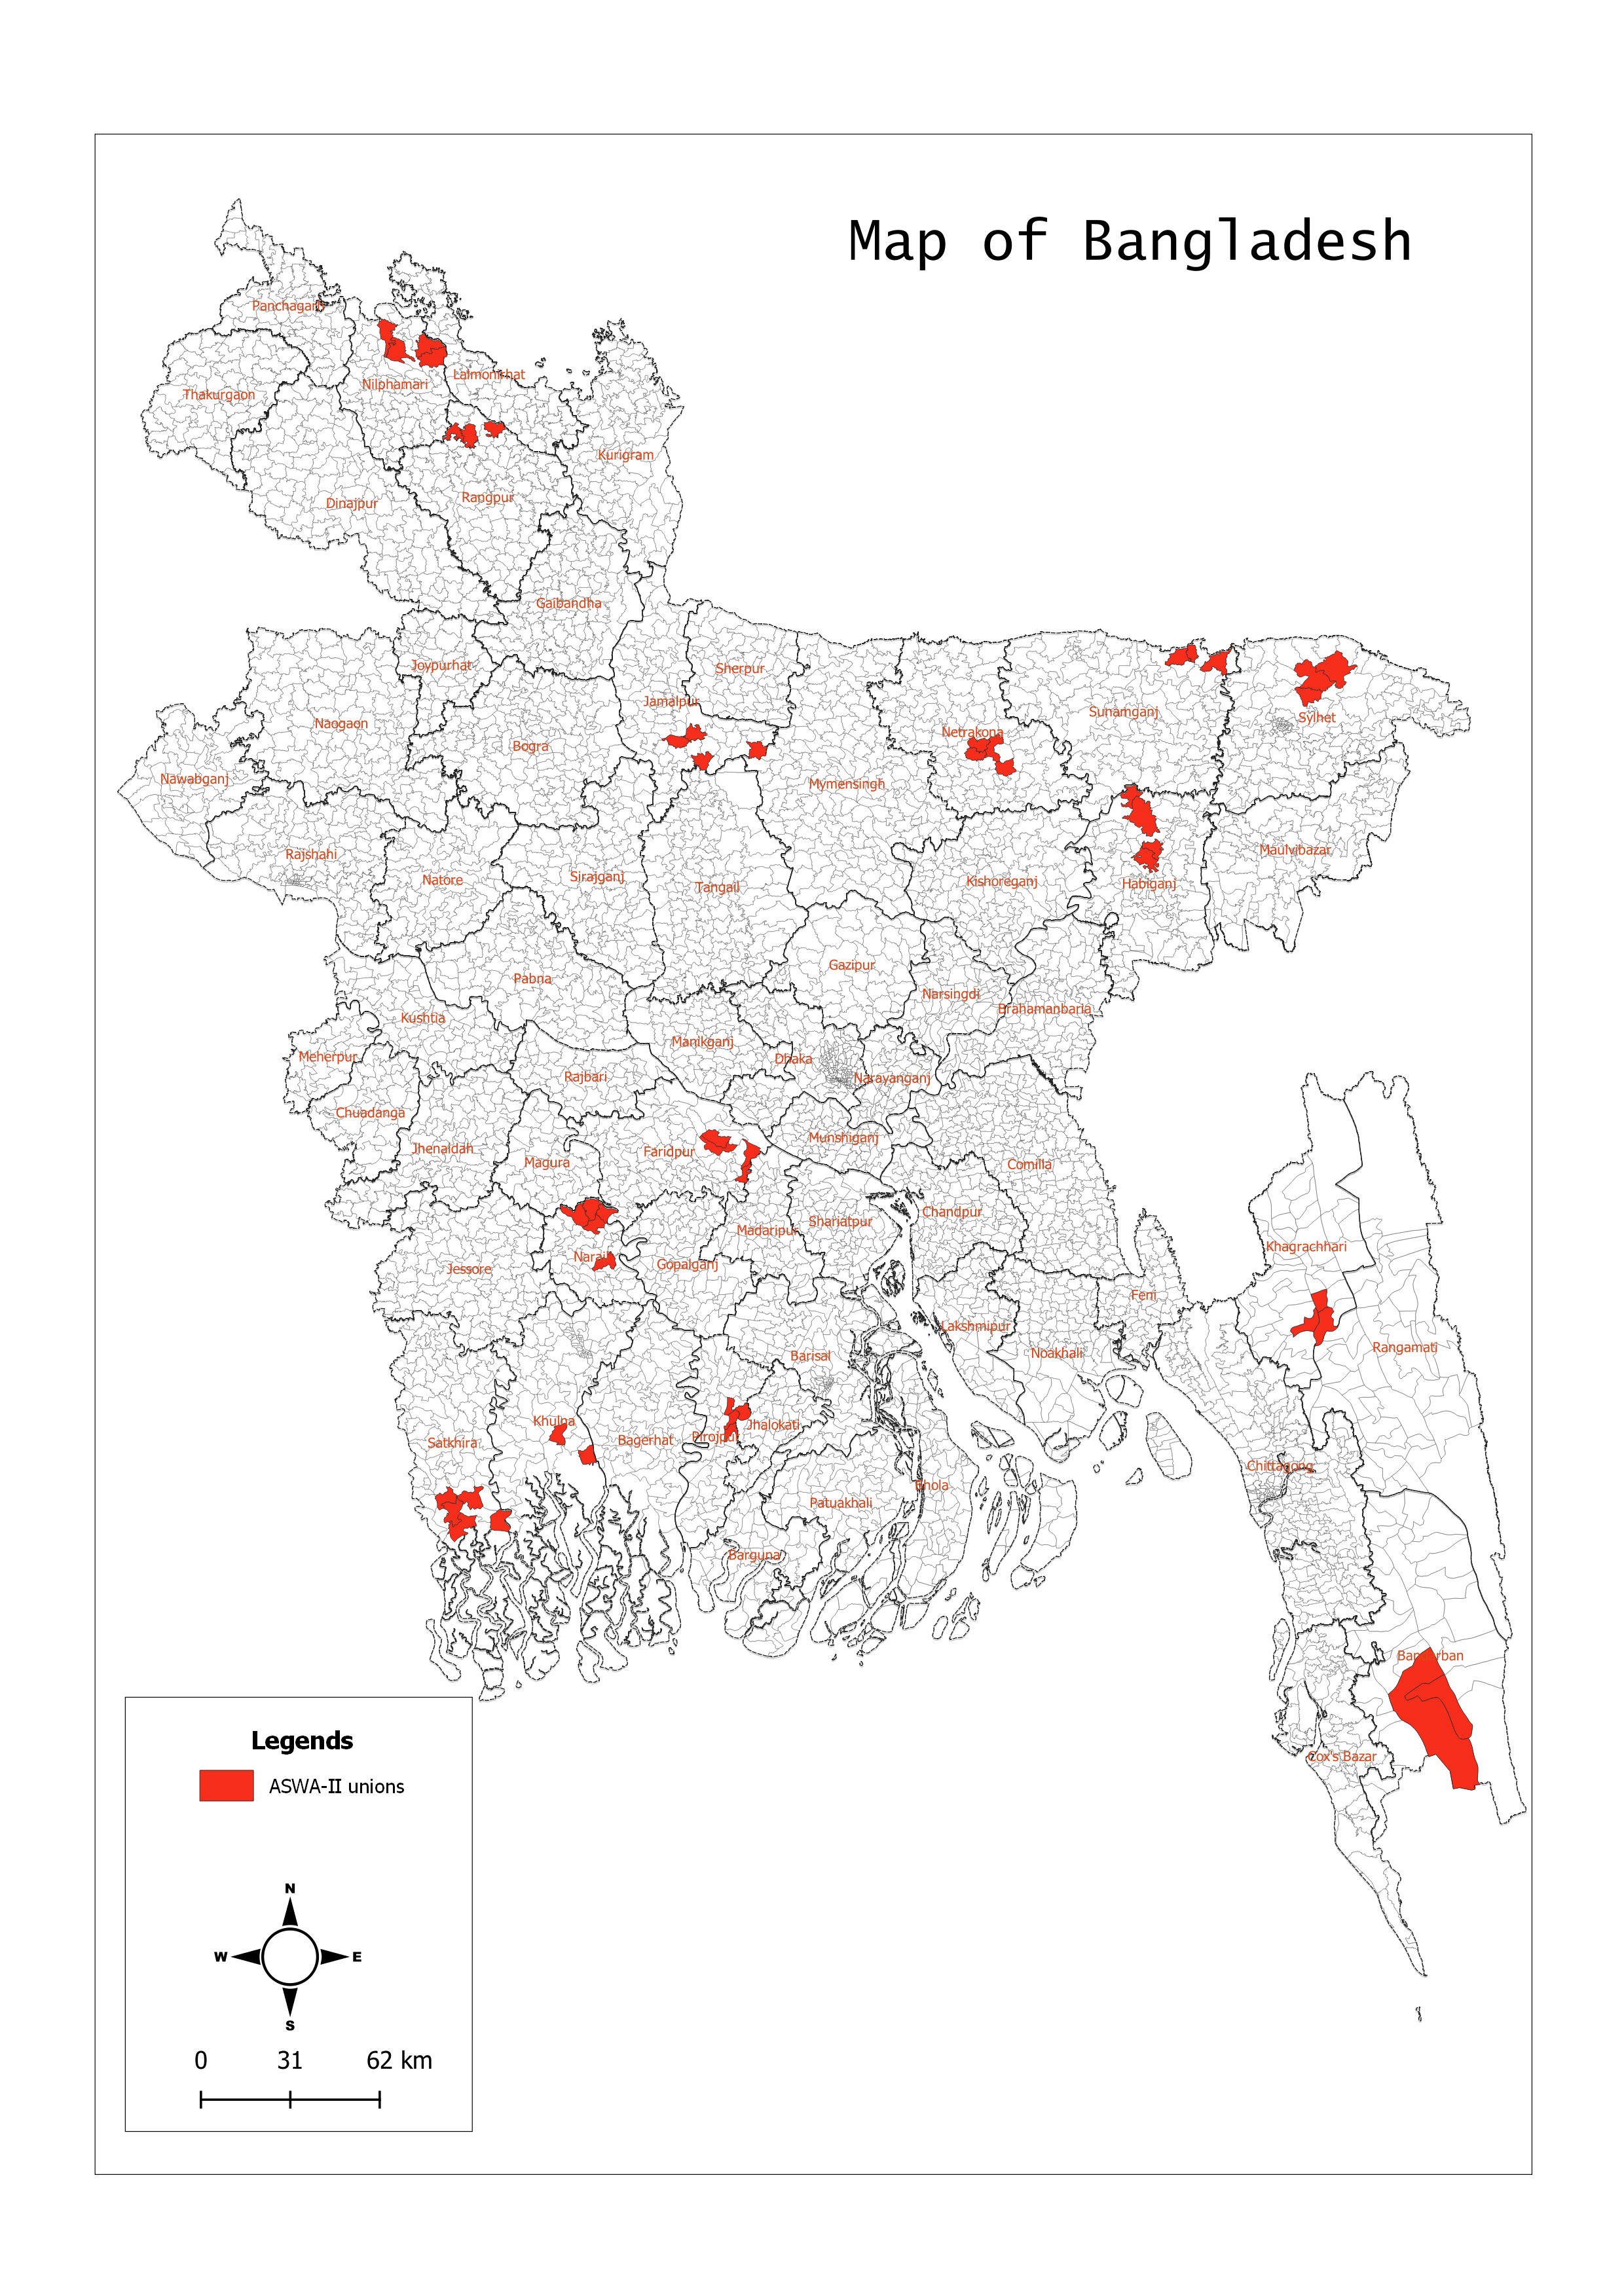 Map of Bangladesh
Panchagarh
Thakurgaon
Nilphamari
Lalmonirhat
Kurigram
Dinajpur
Rangpur
Gaibandha
Joypurhat
Sherpur
Jamalpur
Naogaon
Bogra
Netrakona
Sunamganj
Sylhet
Nawabganj
Mymensingh
Rajshahi
Natore
Sirajganj
Tangail
Kishoreganj
Habiganj
Maulvibazar
Gazipur
Pabna
Narsingdi
Brahamanbaria
Kushtia
Manikganj
Dhaka
Meherpur
Rajbari
Narayanganj
Chuadanga
Jhenaidah
Magura
Faridpur
Munshiganj
Comilla
Madaripur
Shariatpur
Chandpur
Narail
Gopalganj
Jessore
Khagrachhari
Feni
Lakshmipur
Noakhali
Rangamati
Barisal
Khulna
Satkhira
Bagerhat
Pirojpur
Jhalokati
Chittagong
Bhola
Patuakhali
Barguna
Bandarban
Cox's Bazar
Legends
ASWA-II unions
N
W E
S
0 31 62 km